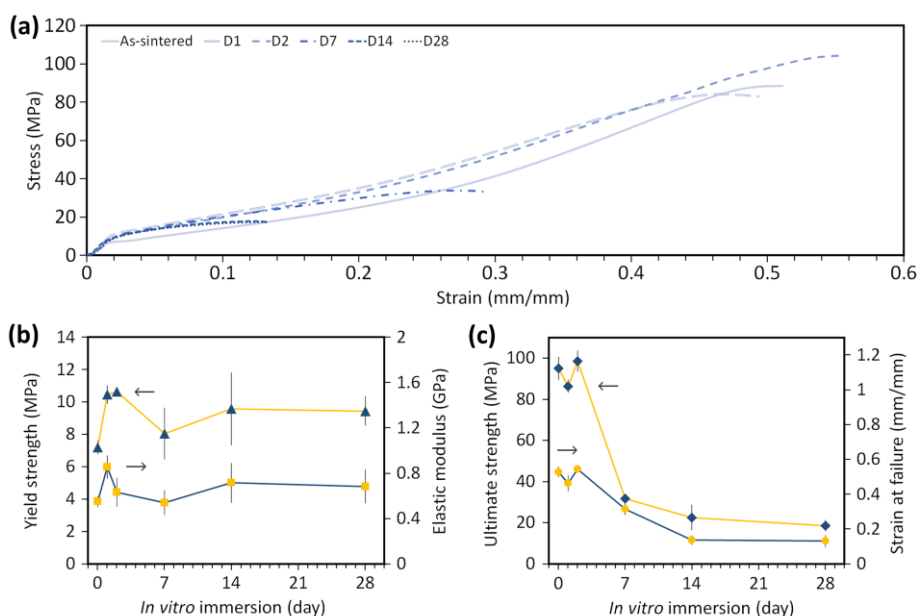 (a)
120
100
80
60
40
20
0
Stress (MPa)
As-sintered D1 D2 D7 D14 D28
0 0.1 0.2 0.3 0.4 0.5 0.6
Strain (mm/mm)
(b)
14
12
10
8
6
4
2
0
Yield strength (MPa)
2
1.6
1.2
0.8
0.4
0
Elastic modulus (GPa)
0 7 14 21 28
In vitro immersion (day)
(c)
100
80
60
40
20
0
Ultimate strength (MPa)
1.2
1
0.8
0.6
0.4
0.2
0
Strain at failure (mm/mm)
0 7 14 21 28
In vitro immersion (day)